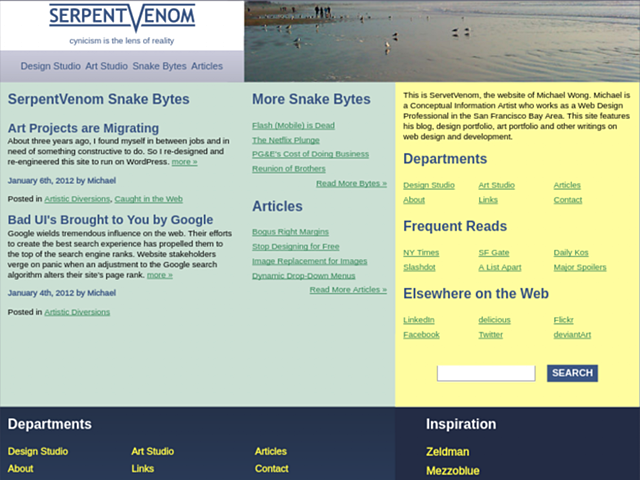 SERPENTVENOM
cynicism is the lens of reality
Design Studio Art Studio Snake Bytes Articles
SerpentVenom Snake Bytes
Art Projects are Migrating
About three years ago, I found myself in between jobs and in
need of something constructive to do. So I re-designed and
re-engineered this site to run on WordPress. more »
January 6th, 2012 by Michael
Posted in Artistic Diversions, Caught in the Web
Bad UI's Brought to You by Google
Google wields tremendous influence on the web. Their efforts
to create the best search experience has propelled them to
the top of the search engine ranks. Website stakeholders
verge on panic when an adjustment to the Google search
algorithm alters their site's page rank. more »
January 4th, 2012 by Michael
Posted in Artistic Diversions
More Snake Bytes
Flash (Mobile) is Dead
The Netflix Plunge
PG&E's Cost of Doing Business
Reunion of Brothers
Read More Bytes »
Articles
Bogus Right Margins
Stop Designing for Free
Image Replacement for Images
Dynamic Drop-Down Menus
Read More Articles »
This is ServetVenom, the website of Michael Wong. Michael is
a Conceptual Information Artist who works as a Web Design
Professional in the San Francisco Bay Area. This site features
his blog, design portfolio, art portfolio and other writings on
web design and development.
Departments
Design Studio Art Studio Articles
About Links Contact
Frequent Reads
NY Times SF Gate Daily Kos
Slashdot A List Apart Major Spoilers
Elsewhere on the Web
LinkedIn delicious Flickr
Facebook Twitter deviantArt
SEARCH
Departments
Design Studio Art Studio Articles
About Links Contact
Inspiration
Zeldman
Mezzoblue